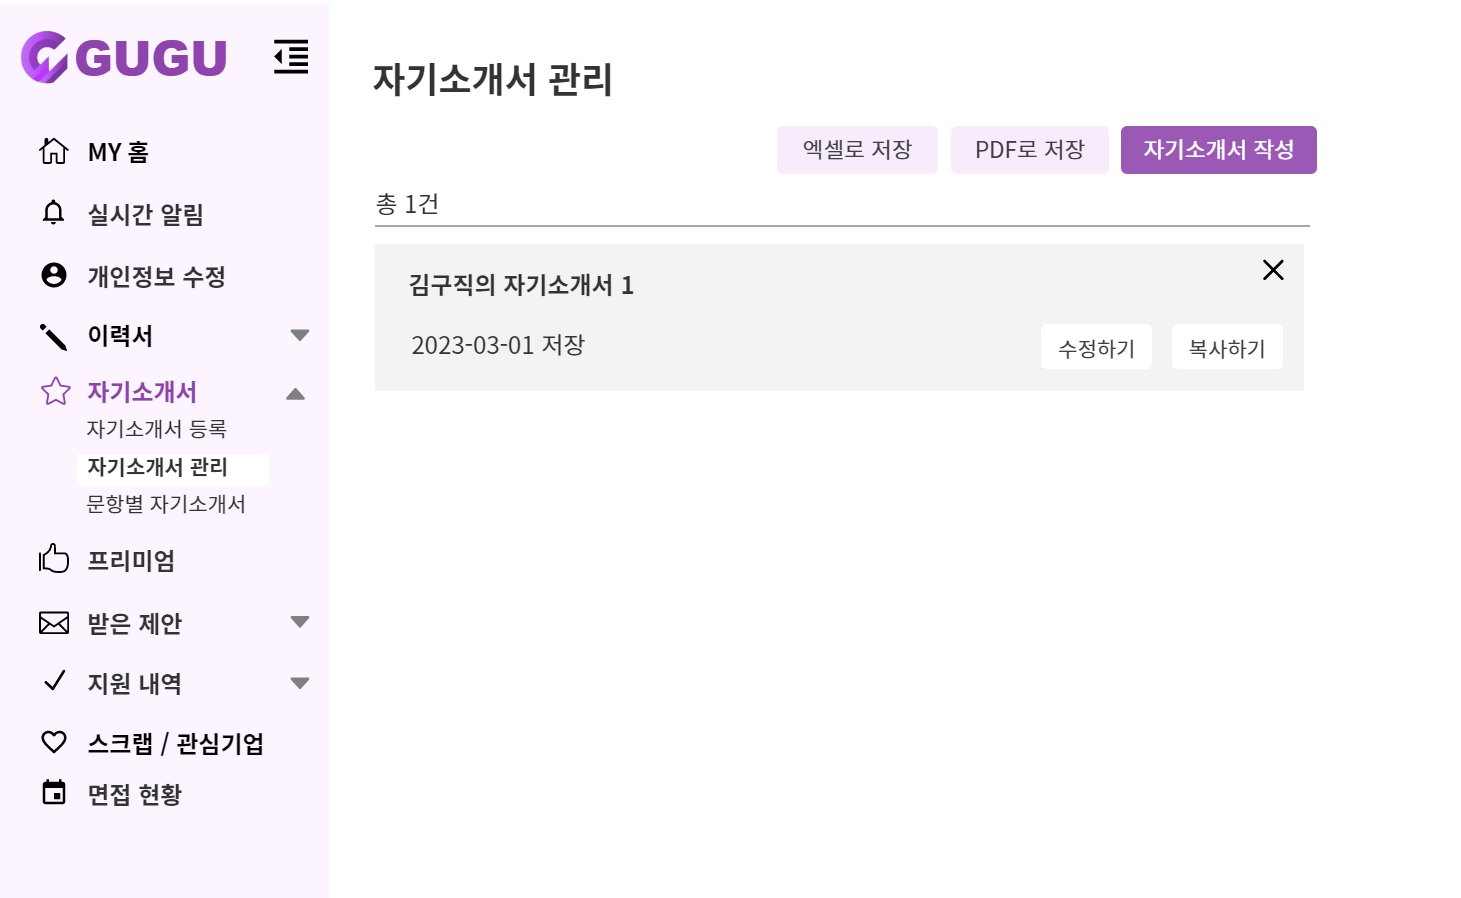 GUGU
MY 홈
실시간 알림
개인정보 수정
이력서
자기소개서
자기소개서 등록
자기소개서 관리
문항별 자기소개서
프리미엄
받은 제안
지원 내역
스크랩 / 관심기업
면접 현황
자기소개서 관리
엑셀로 저장
PDF로 저장
자기소개서 작성
총 1건
김구직의 자기소개서 1
2023-03-01 저장
수정하기
복사하기